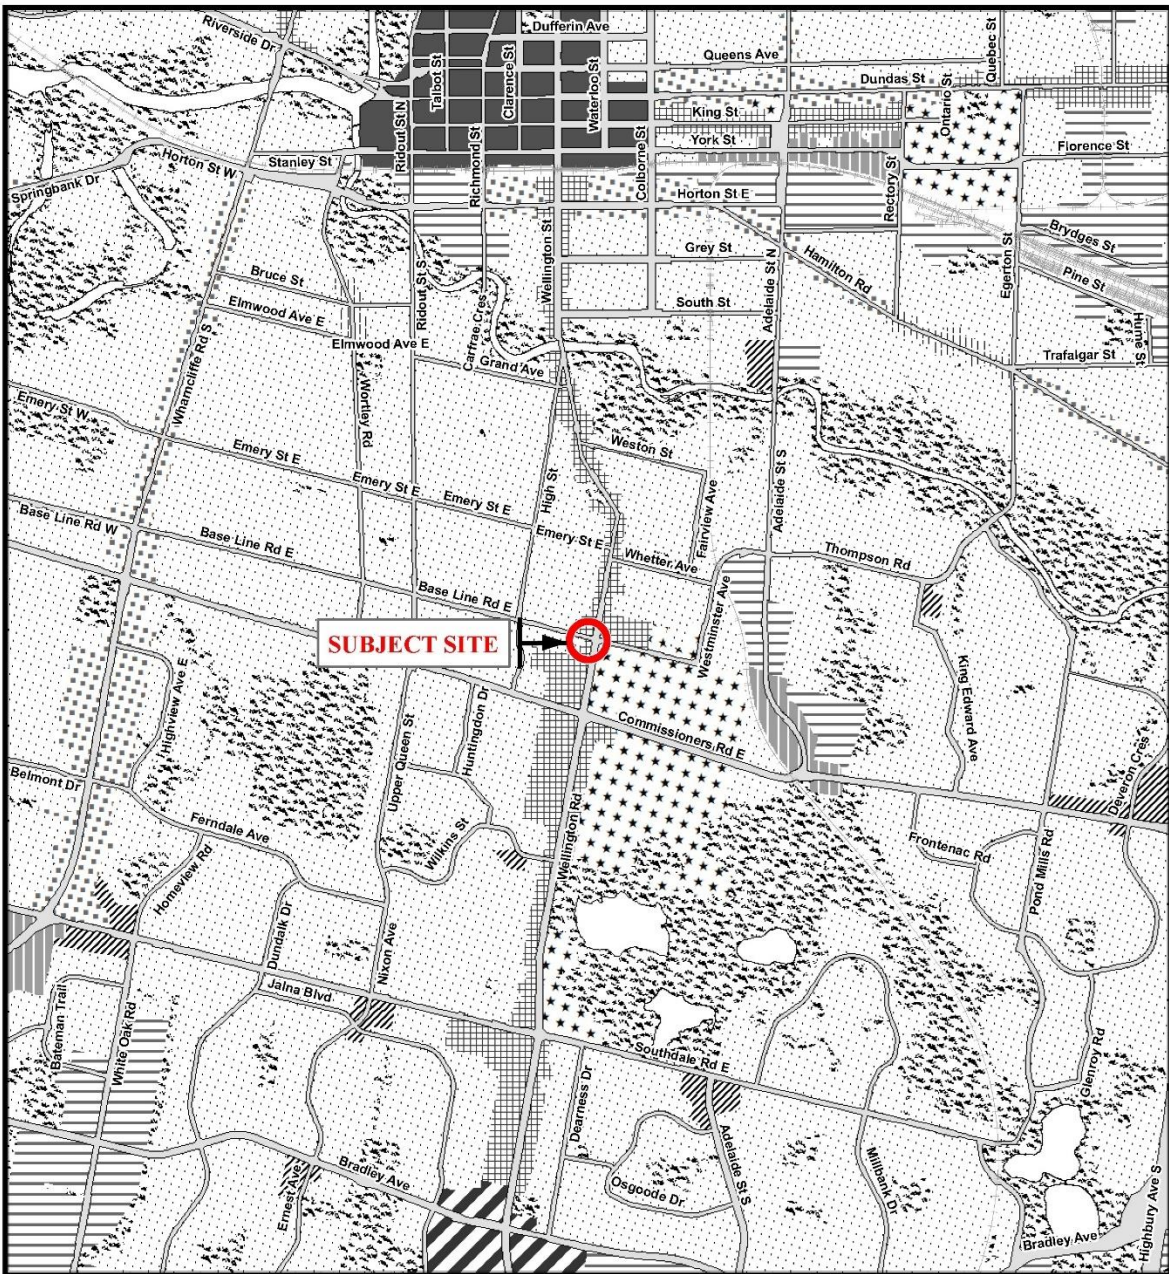 Riverside Dr
Dufferin Ave
Talbot St
Clarence St
Waterloo St
Queens Ave
Quebec St
Dundas St
Ontario St
King St
York St
Florence St
Ridout St N
Richmond St
Colborne St
Stanley St
Horton St W
Springbank Dr
Horton St E
Rectory St
Wellington St
Grey St
Adelaide St N
Hamilton Rd
Egerton St
Brydges St
Pine St
Bruce St
Ridout St S
Carfrae Cres
South St
Hume St
Elmwood Ave E
Elmwood Ave E
Trafalgar St
Wharncliffe Rd S
Grand Ave
Wortley Rd
Emery St W
Emery St E
Weston St
Emery St E
High St
Emery St E
Fairview Ave
Adelaide St S
Base Line Rd W
Base Line Rd E
Emery St E
Whetter Ave
Thompson Rd
Base Line Rd E
Westminster Ave
SUBJECT SITE
King Edward Ave
Highview Ave E
Huntingdon Dr
Upper Queen St
Commissioners Rd E
Deveron Cres
Belmont Dr
Ferndale Ave
Wilkins St
Wellington Rd
Frontenac Rd
Pond Mills Rd
Homeview Rd
Dundalk Dr
Nixon Ave
Jalna Blvd
Bateman Trail
White Oak Rd
Southdale Rd E
Glenroy Rd
Dearness Dr
Adelaide St S
Millbank Dr
Bradley Ave
Ernest Ave
Osgoode Dr
Highbury Ave S
Bradley Ave